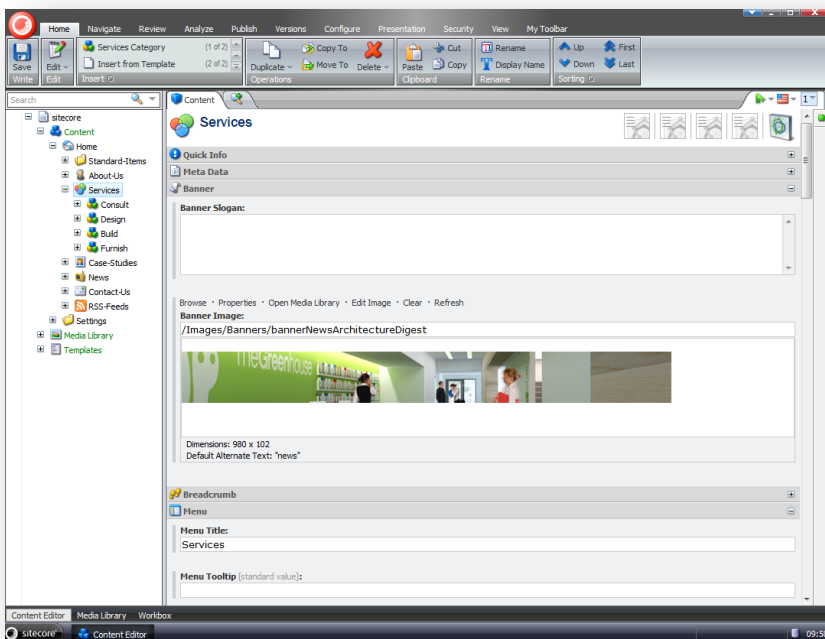 Home Navigate Review Analyze Publish Versions Configure Presentation Security View My Toolbar
Save Edit Services Category (1 of 2) Duplicate Copy To Delete Paste Cut Rename Up First
Insert from Template (2 of 2) Move To Copy Display Name Down Last
Write Edit Insert Operations Clipboard Rename Sorting
Search
Content
1
sitecore
Content
Home
Standard-Items
About-Us
Services
Consult
Design
Build
Furnish
Case-Studies
News
Contact-Us
RSS-Feeds
Settings
Media Library
Templates
Services
Quick Info
Meta Data
Banner
Banner Slogan:
Browse · Properties · Open Media Library · Edit Image · Clear · Refresh
Banner Image:
/Images/Banners/bannerNewsArchitectureDigest
TheGreenhouse
Dimensions: 980 x 102
Default Alternate Text: "news"
Breadcrumb
Menu
Menu Title:
Services
Menu Tooltip [standard value]:
Content Editor Media Library Workbox
sitecore Content Editor